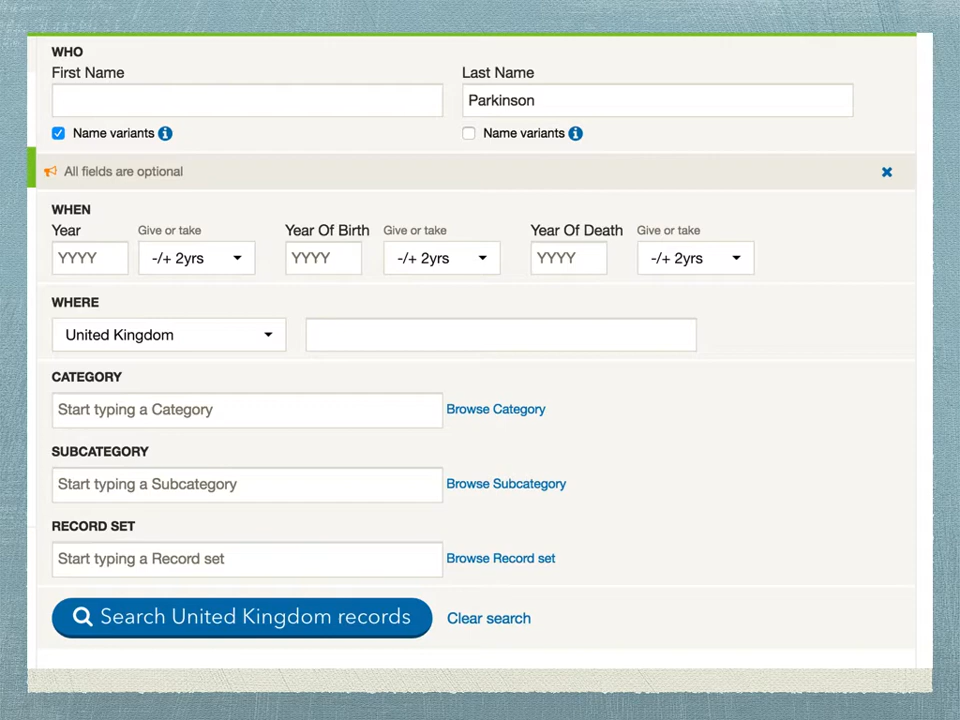 WHO
First Name Last Name
Parkinson
Name variants Name variants
All fields are optional
WHEN
Year Give or take Year Of Birth Give or take Year Of Death Give or take
YYYY -/+ 2yrs YYYY -/+ 2yrs YYYY -/+ 2yrs
WHERE
United Kingdom
CATEGORY
Start typing a Category Browse Category
SUBCATEGORY
Start typing a Subcategory Browse Subcategory
RECORD SET
Start typing a Record set Browse Record set
Search United Kingdom records Clear search